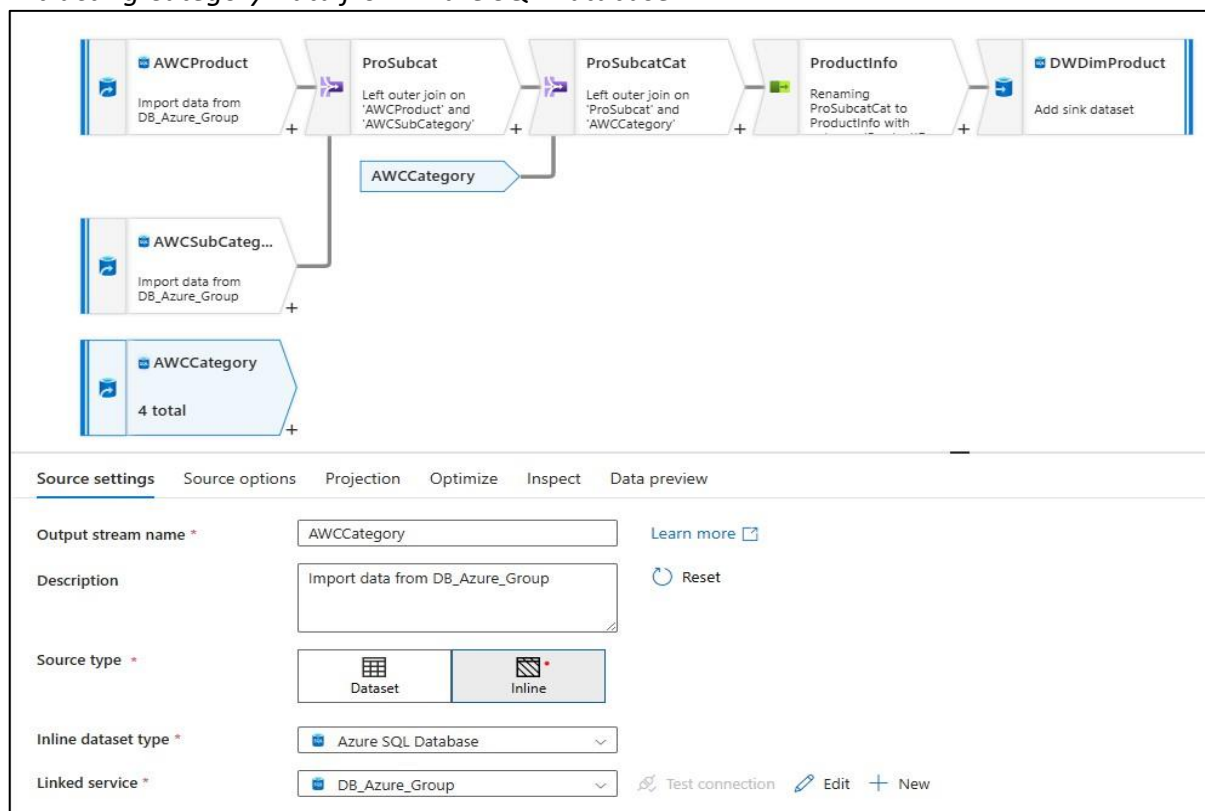 AWCProduct
Import data from
DB_Azure_Group
+
ProSubcat
Left outer join on
'AWCProduct' and
'AWCSubCategory'
+
ProSubcatCat
Left outer join on
'ProSubcat' and
'AWCCategory'
+
ProductInfo
Renaming
ProSubcatCat to
ProductInfo with
+
DWDimProduct
Add sink dataset
AWCCategory
AWCSubCateg...
Import data from
DB_Azure_Group
+
AWCCategory
4 total
+
Source settings Source options Projection Optimize Inspect Data preview
Output stream name * AWCCategory Learn more
Description Import data from DB_Azure_Group Reset
Source type *
Dataset Inline
Inline dataset type * Azure SQL Database
Linked service * DB_Azure_Group Test connection Edit + New